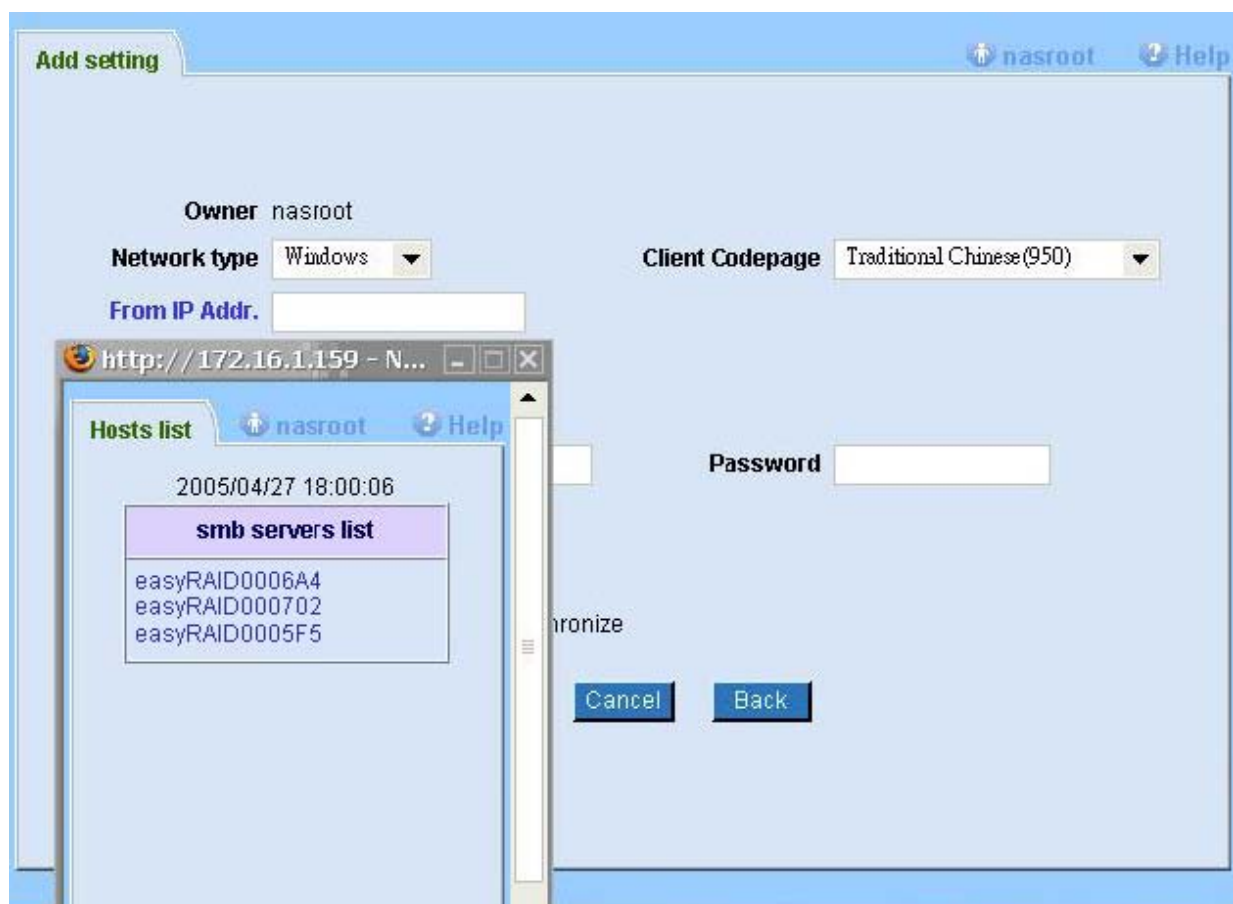 Add setting
nasroot Help
Owner nasroot
Network type Windows Client Codepage Traditional Chinese(950)
From IP Addr.
http://172.16.1.159 - N...
Hosts list nasroot Help
Password
2005/04/27 18:00:06
smb servers list
easyRAID0006A4
easyRAID000702
easyRAID0005F5
hronize
Cancel Back